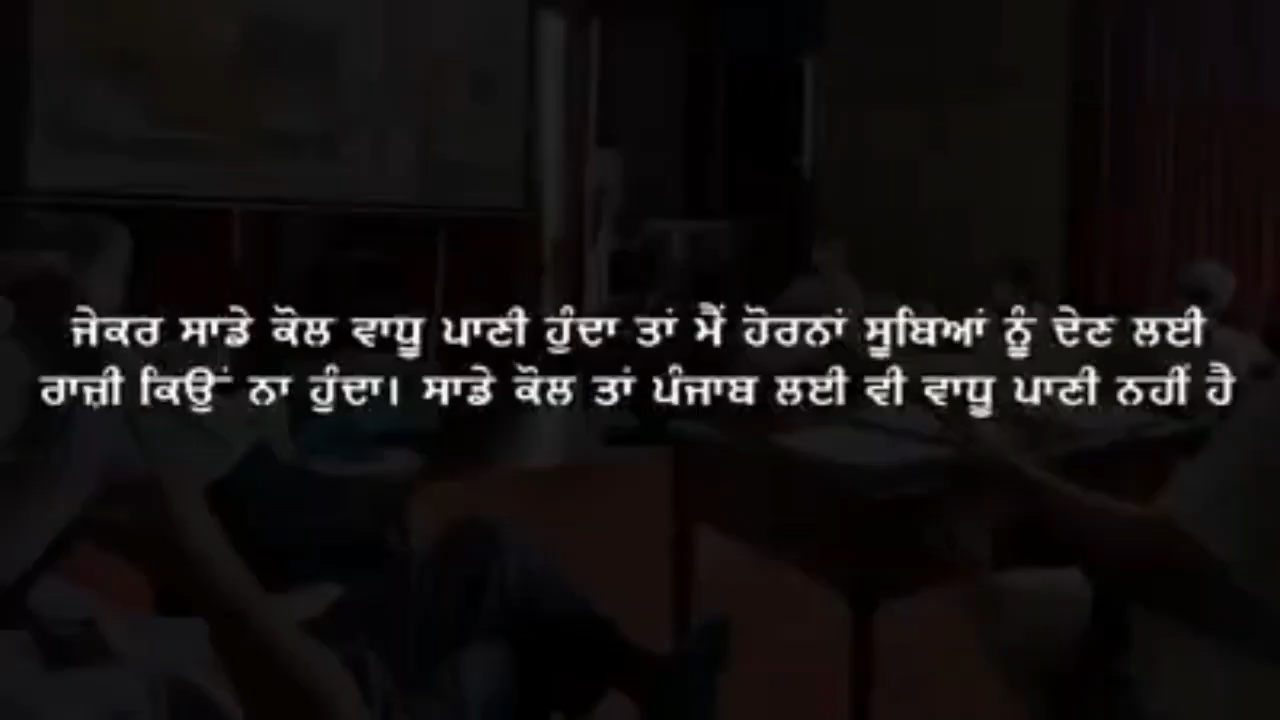 ਜੇਕਰ ਸਾਡੇ ਕੌਲ ਵਾਧੂ ਪਾਣੀ ਹੁੰਦਾ ਤਾਂ ਮੈਂ ਹੋਰਨਾਂ ਸੂਬਿਆਂ ਨੂੰ ਦੇਣ ਲਈ
ਰਾਜ਼ੀ ਕਿਉਂ ਨਾ ਹੁੰਦਾ। ਸਾਡੇ ਕੌਲ ਤਾਂ ਪੰਜਾਬ ਲਈ ਵੀ ਵਾਧੂ ਪਾਣੀ ਨਹੀਂ ਹੈ